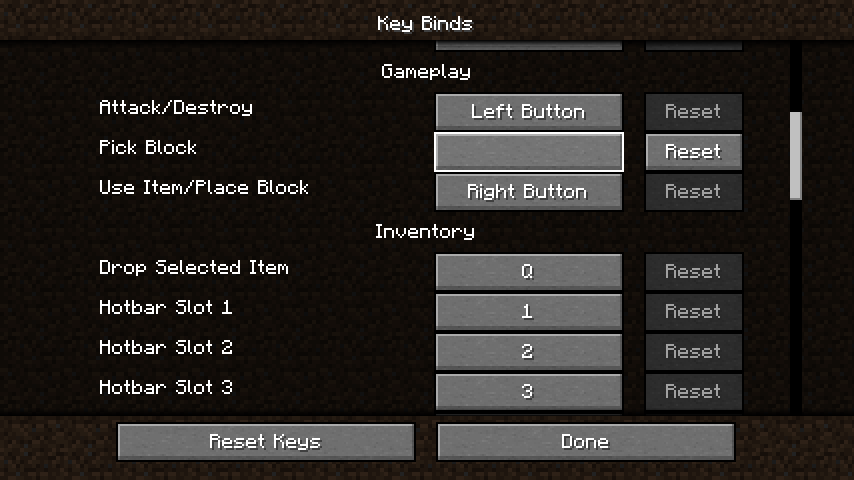 Key Binds
Gameplay
Attack/Destroy Left Button Reset
Pick Block Reset
Use Item/Place Block Right Button Reset
Inventory
Drop Selected Item Q Reset
Hotbar Slot 1 1 Reset
Hotbar Slot 2 2 Reset
Hotbar Slot 3 3 Reset
Reset Keys Done